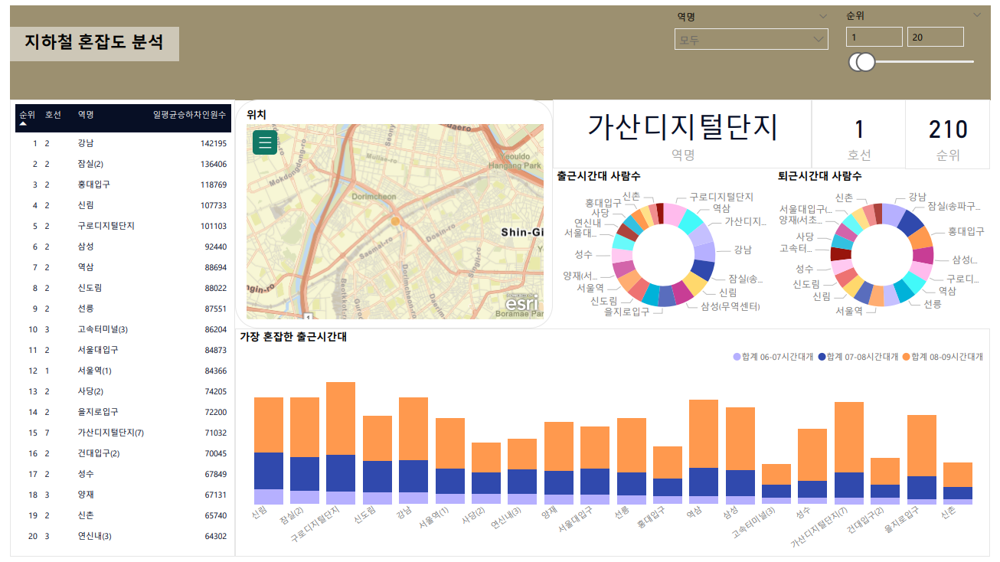 지하철 혼잡도 분석
역명
모두
순위
1 20
순위 호선 역명 일평균승하차인원수
1 2 강남 142195
2 2 잠실(2) 136406
3 2 홍대입구 118769
4 2 신림 107733
5 2 구로디지털단지 101103
6 2 삼성 92440
7 2 역삼 88694
8 2 신도림 88022
9 2 선릉 87551
10 3 고속터미널(3) 86204
11 2 서울대입구 84873
12 1 서울역(1) 84366
13 2 사당(2) 74205
14 2 을지로입구 72200
15 7 가산디지털단지(7) 71032
16 2 건대입구(2) 70045
17 2 성수 67849
18 3 양재 67131
19 2 신촌 65740
20 3 연신내(3) 64302
위치
daero
Seony
Mullae-ro
Mokdongdong-ro
Yeouido
Hangang Park
Dorimcheon
Shin-Gi
Dosin-ro
Saemal-ro
Singil-ro
Dorimcheon-ro
ngin-ro
1
esri
Boramae Par
가산디지털단지
역명
1
호선
210
순위
출근시간대 사람수
신촌
구로디지털단지
홍대입구
역삼
사당
가산디지...
연신내
서울대...
강남
성수
잠실(송...
양재(서...
신림
서울역
삼성(무역센터)
신도림
을지로입구
퇴근시간대 사람수
신촌
강남
서울대입구(...
잠실(송파구...
양재(서초...
홍대입구
사당
고속터...
삼성(...
성수
구로디...
신도림
역삼
신림
선릉
서울역
가장 혼잡한 출근시간대
합계 06-07시간대개 합계 07-08시간대개 합계 08-09시간대개
신림 잠실(2) 구로디지털단지 신도림 강남 서울역(1) 사당(2) 연신내(3) 양재 서울대입구 선릉 홍대입구 역삼 삼성 고속터미널(3) 성수 가산디지털단지(7) 건대입구(2) 을지로입구 신촌